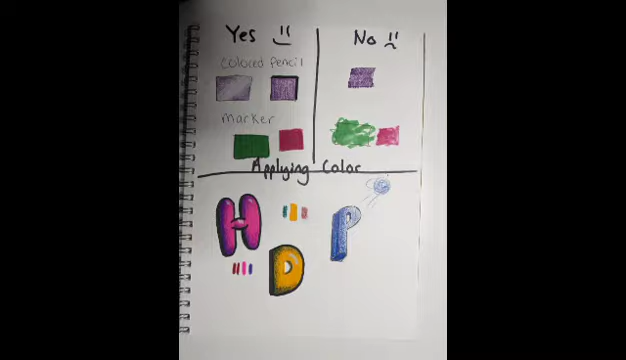 Yes
No
Colored Pencil
Marker
Applying Color
H
P
D